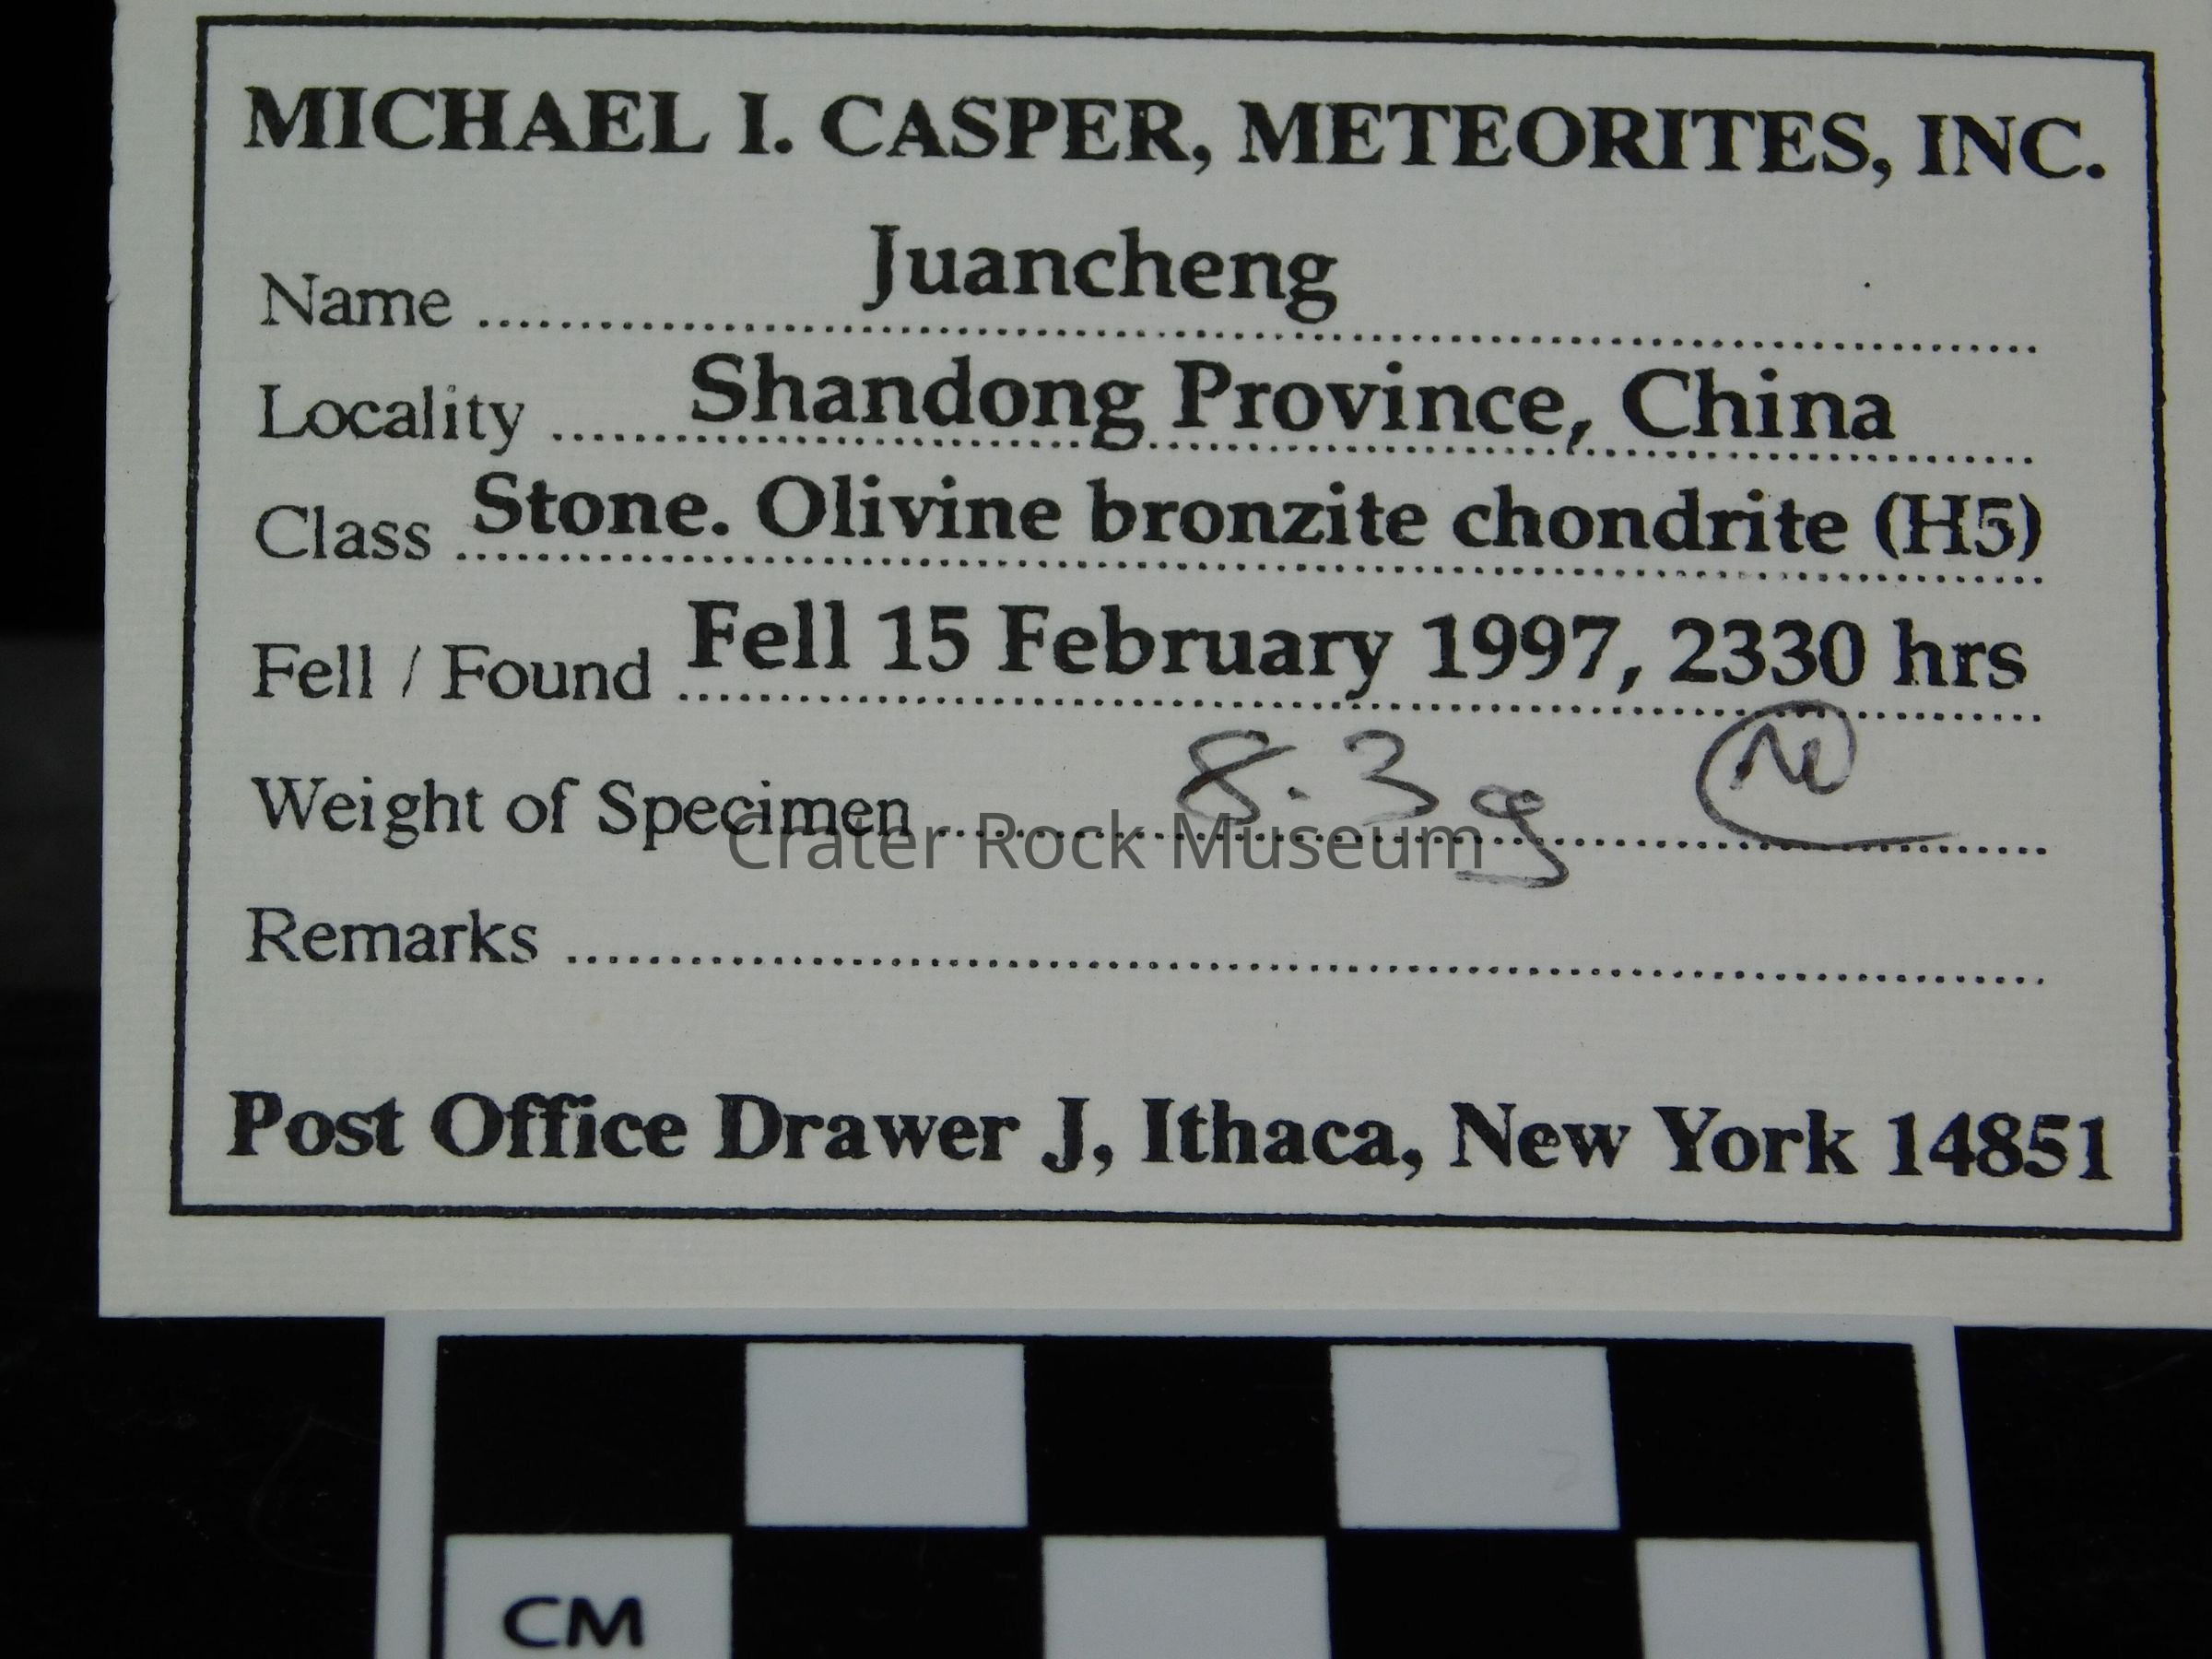 MICHAEL I. CASPER, METEORITES, INC.
Name Juancheng
Locality Shandong Province, China
Class Stone. Olivine bronzite chondrite (H5)
Fell / Found Fell 15 February 1997, 2330 hrs
Weight of Specimen 8.3g
Crater Rock Museum
Remarks
Post Office Drawer J, Ithaca, New York 14851
CM